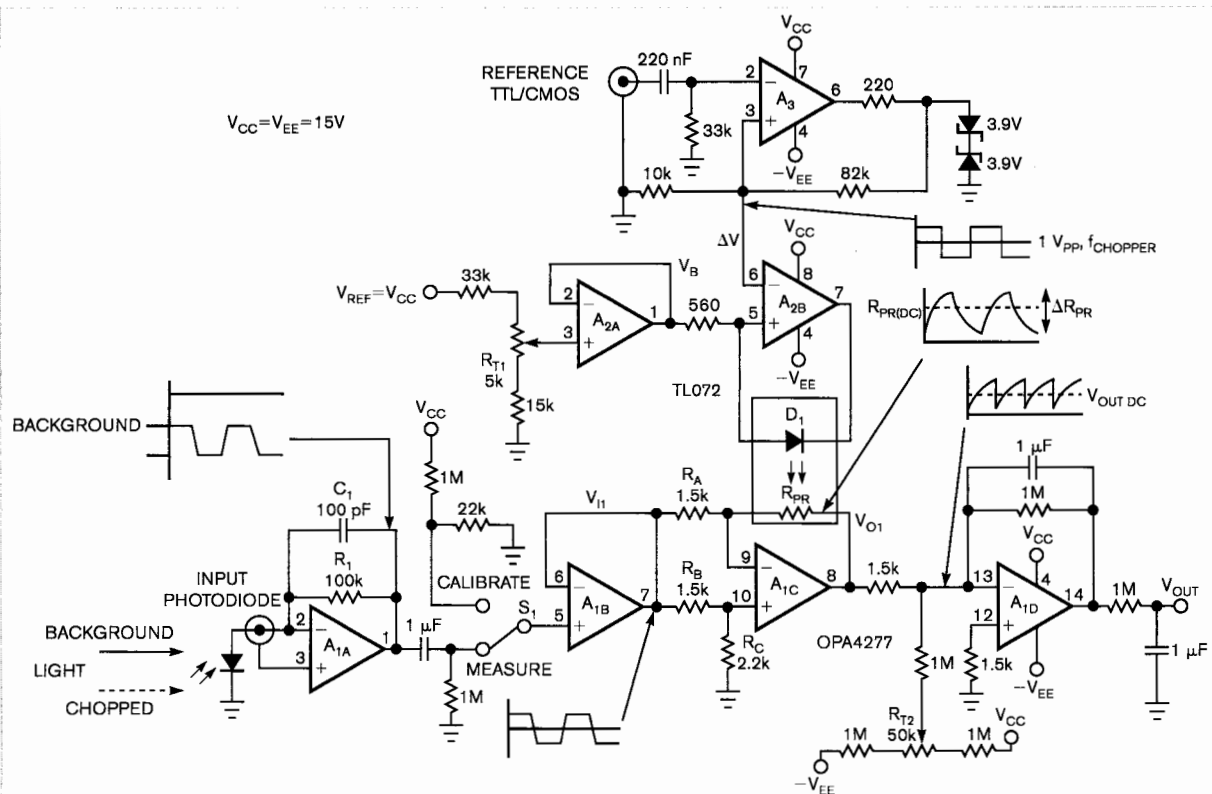 V_CC
220 nF
REFERENCE
TTL/CMOS
2
7
6
220
A_3
3
4
33k
3.9V
3.9V
V_CC=V_EE=15V
-V_EE
10k
82k
ΔV
V_CC
1 V_PP, f_CHOPPER
V_B
8
33k
6
7
V_REF=V_CC
2
1
560
A_2B
R_PR(DC)
ΔR_PR
A_2A
5
4
3
R_T1
5k
-V_EE
TL072
15k
V_OUT DC
V_CC
D_1
BACKGROUND
1 μF
1M
R_A
1.5k
R_PR
1M
C_1
100 pF
22k
V_I1
V_O1
V_CC
R_1
100k
9
8
1.5k
13
4
INPUT
PHOTODIODE
CALIBRATE
6
R_B
1.5k
A_1C
14
1M
V_OUT
A_1B
7
10
A_1D
2
1
1 μF
S_1
5
12
BACKGROUND
A_1A
R_C
2.2k
OPA4277
LIGHT
3
MEASURE
1.5k
1 μF
CHOPPED
1M
1M
-V_EE
R_T2
50k
V_CC
1M
1M
-V_EE